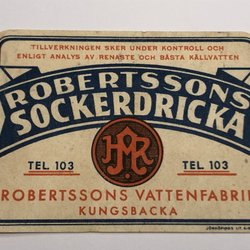 TILLVERKNINGEN SKER UNDER KONTROLL OCH
ENLIGT ANALYS AV RENASTE OCH BÄSTA KÄLLVATTEN
ROBERTSSONS
SOCKERDRICKA
HR
TEL. 103
TEL. 103
ROBERTSSONS VATTENFABRIK
KUNGSBACKA